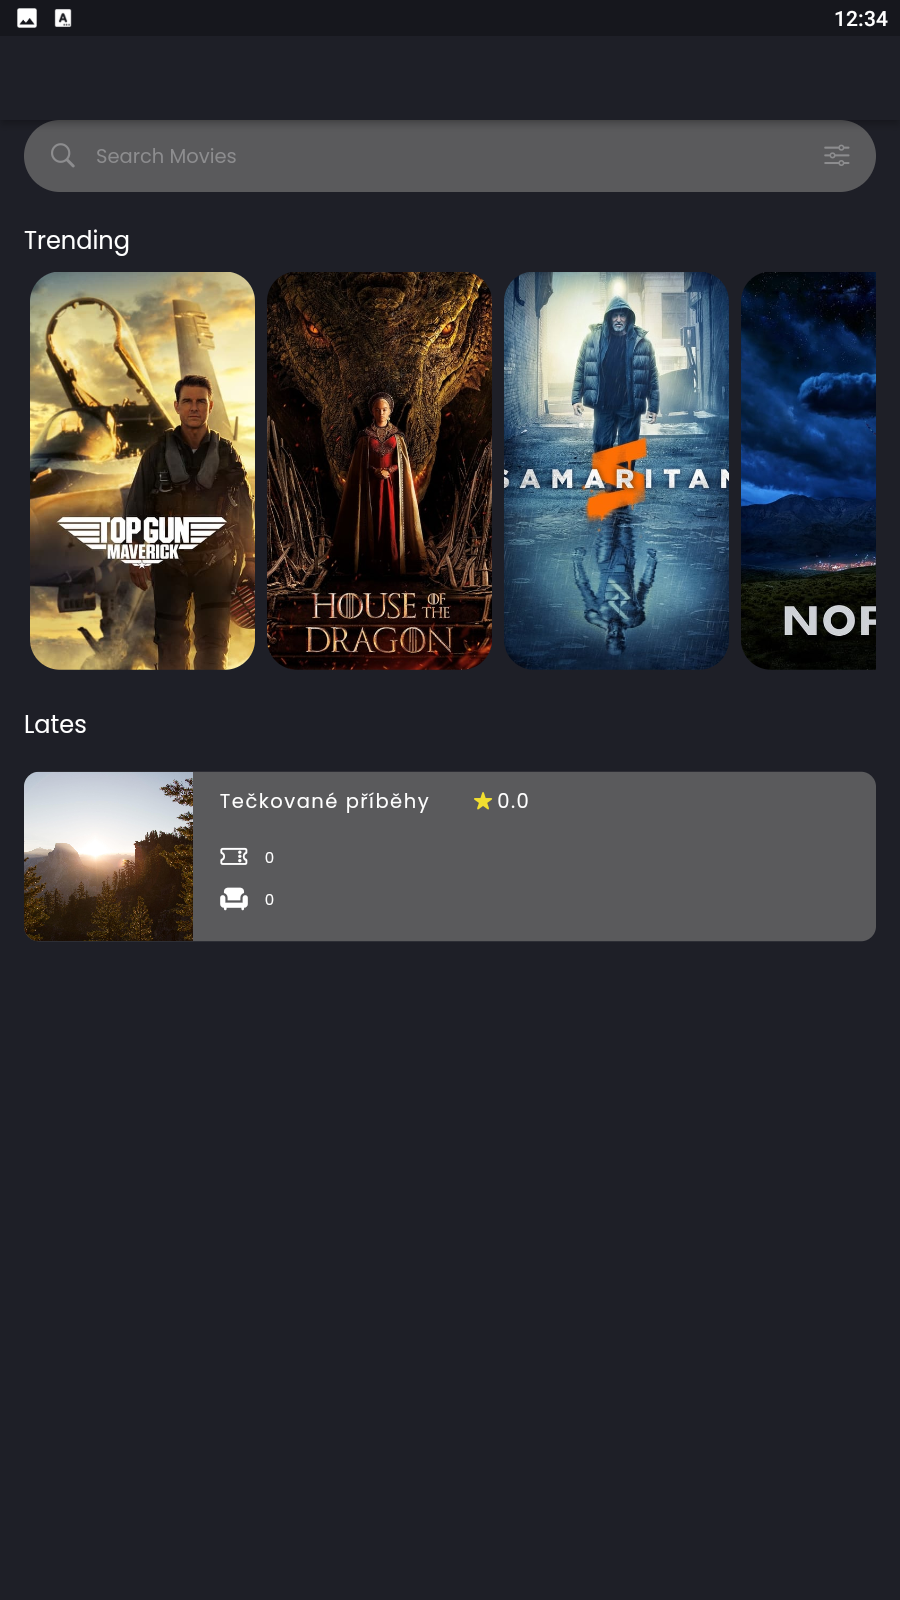 12:34
Search Movies
Trending
TOP GUN
MAVERICK
HOUSE OF THE
DRAGON
SAMARITAN
Lates
Tečkované příběhy
0.0
0
0